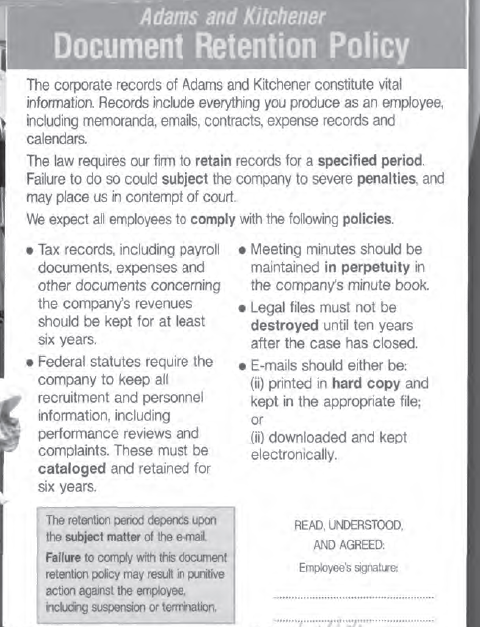 Adams and Kitchener
Document Retention Policy
The corporate records of Adams and Kitchener constitute vital
information. Records include everything you produce as an employee,
including memoranda, emails, contracts, expense records and
calendars.
The law requires our firm to retain records for a specified period.
Failure to do so could subject the company to severe penalties, and
may place us in contempt of court.
We expect all employees to comply with the following policies.
• Tax records, including payroll
documents, expenses and
other documents concerning
the company's revenues
should be kept for at least
six years.
• Federal statutes require the
company to keep all
recruitment and personnel
information, including
performance reviews and
complaints. These must be
cataloged and retained for
six years.
• Meeting minutes should be
maintained in perpetuity in
the company's minute book.
• Legal files must not be
destroyed until ten years
after the case has closed.
• E-mails should either be:
(ii) printed in hard copy and
kept in the appropriate file;
or
(ii) downloaded and kept
electronically.
The retention period depends upon
the subject matter of the e-mail.
Failure to comply with this document
retention policy may result in punitive
action against the employee,
including suspension or termination.
READ, UNDERSTOOD,
AND AGREED:
Employee's signature: